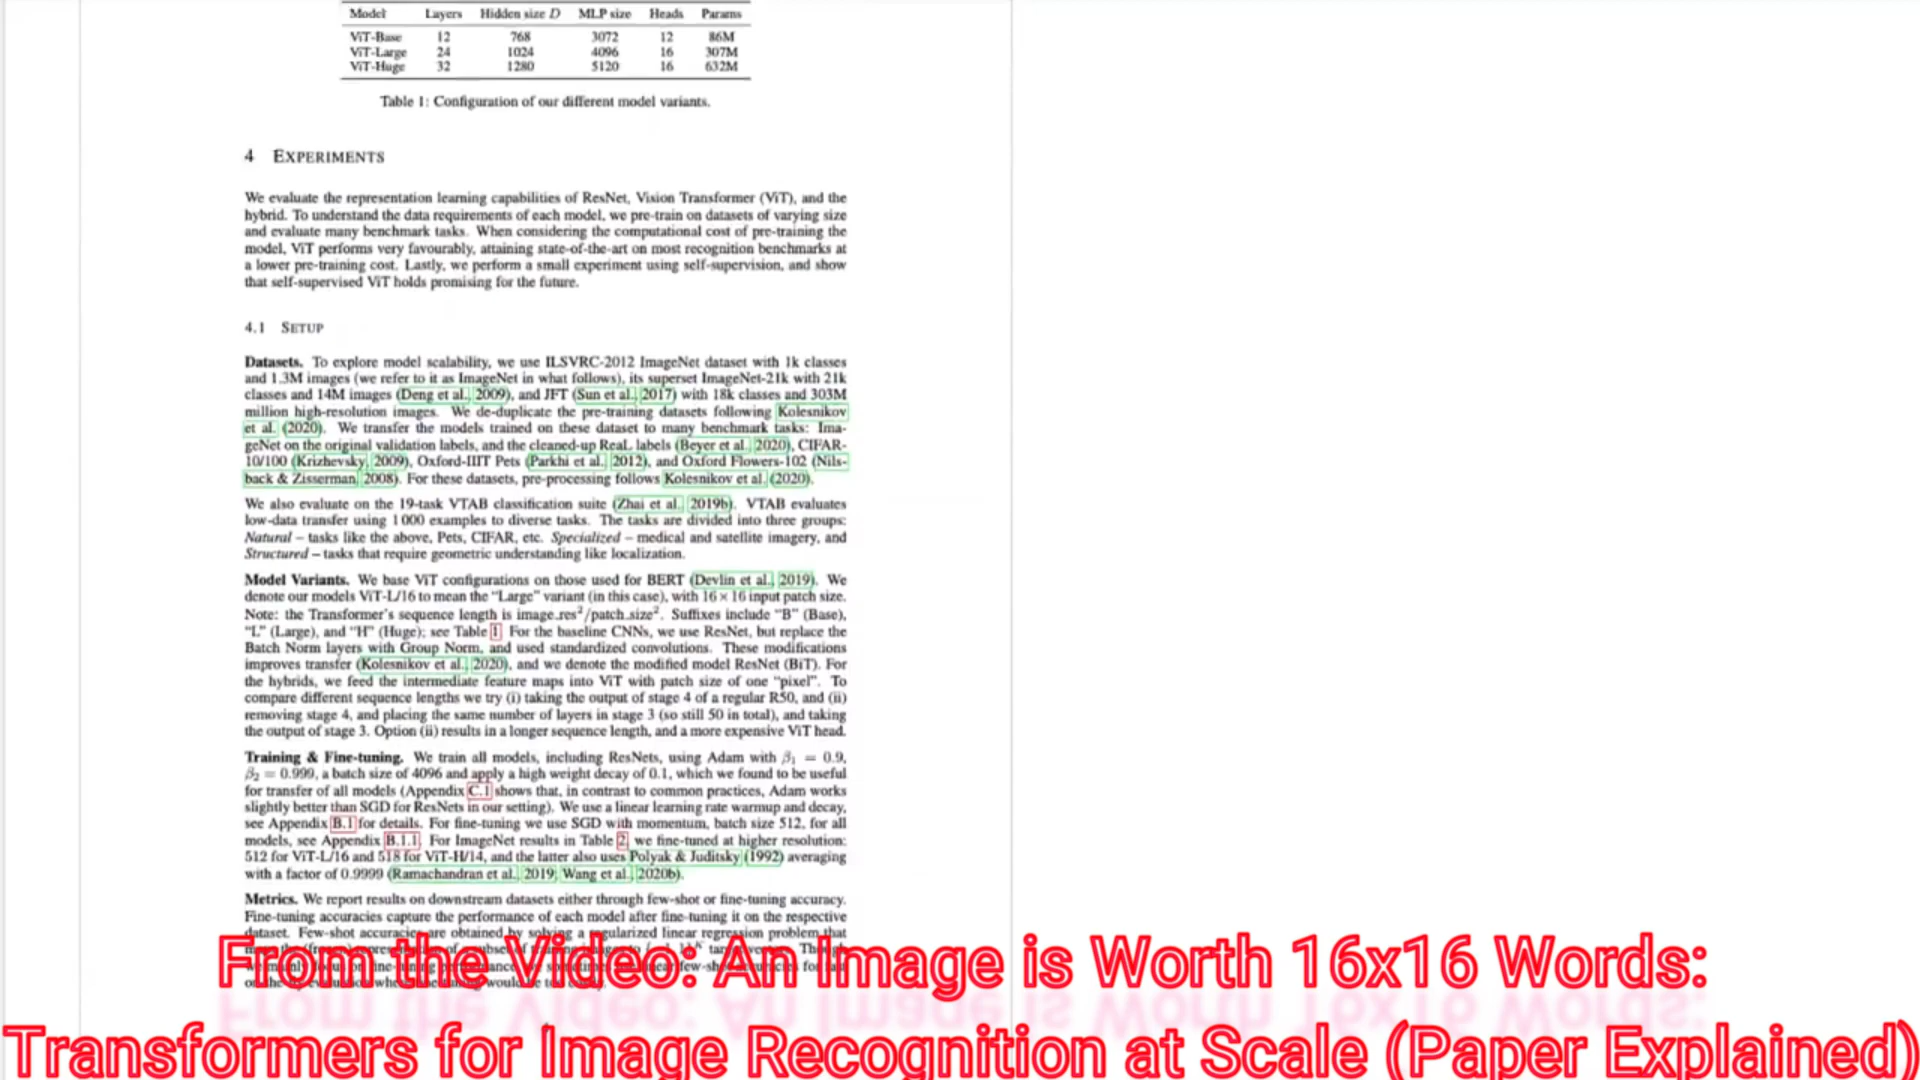 Model Layers Hidden size D MLP size Heads Params
ViT-Base 12 768 3072 12 86M
ViT-Large 24 1024 4096 16 307M
ViT-Huge 32 1280 5120 16 632M
Table 1: Configuration of our different model variants.
4 EXPERIMENTS
We evaluate the representation learning capabilities of ResNet, Vision Transformer (ViT), and the
hybrid. To understand the data requirements of each model, we pre-train on datasets of varying size
and evaluate many benchmark tasks. When considering the computational cost of pre-training the
model, ViT performs very favourably, attaining state-of-the-art on most recognition benchmarks at
a lower pre-training cost. Lastly, we perform a small experiment using self-supervision, and show
that self-supervised ViT holds promising for the future.
4.1 SETUP
Datasets. To explore model scalability, we use ILSVRC-2012 ImageNet dataset with 1k classes
and 1.3M images (we refer to it as ImageNet in what follows), its superset ImageNet-21k with 21k
classes and 14M images (Deng et al., 2009), and JFT (Sun et al., 2017) with 18k classes and 303M
million high-resolution images. We de-duplicate the pre-training datasets following Kolesnikov
et al. (2020). We transfer the models trained on these dataset to many benchmark tasks: Ima-
geNet on the original validation labels, and the cleaned-up ReaL labels (Beyer et al., 2020), CIFAR-
10/100 (Krizhevsky, 2009), Oxford-IIIT Pets (Parkhi et al., 2012), and Oxford Flowers-102 (Nils-
back & Zisserman, 2008). For these datasets, pre-processing follows Kolesnikov et al. (2020).
We also evaluate on the 19-task VTAB classification suite (Zhai et al., 2019b). VTAB evaluates
low-data transfer using 1 000 examples to diverse tasks. The tasks are divided into three groups:
Natural – tasks like the above, Pets, CIFAR, etc. Specialized – medical and satellite imagery, and
Structured – tasks that require geometric understanding like localization.
Model Variants. We base ViT configurations on those used for BERT (Devlin et al., 2019). We
denote our models ViT-L/16 to mean the “Large” variant (in this case), with 16 × 16 input patch size.
Note: the Transformer's sequence length is image_res²/patch_size². Suffixes include “B” (Base),
“L” (Large), and “H” (Huge); see Table 1. For the baseline CNNs, we use ResNet, but replace the
Batch Norm layers with Group Norm, and used standardized convolutions. These modifications
improves transfer (Kolesnikov et al., 2020), and we denote the modified model ResNet (BiT). For
the hybrids, we feed the intermediate feature maps into ViT with patch size of one “pixel”. To
compare different sequence lengths we try (i) taking the output of stage 4 of a regular R50, and (ii)
removing stage 4, and placing the same number of layers in stage 3 (so still 50 in total), and taking
the output of stage 3. Option (ii) results in a longer sequence length, and a more expensive ViT head.
Training & Fine-tuning. We train all models, including ResNets, using Adam with β₁ = 0.9,
β₂ = 0.999, a batch size of 4096 and apply a high weight decay of 0.1, which we found to be useful
for transfer of all models (Appendix C.1 shows that, in contrast to common practices, Adam works
slightly better than SGD for ResNets in our setting). We use a linear learning rate warmup and decay,
see Appendix B.1 for details. For fine-tuning we use SGD with momentum, batch size 512, for all
models, see Appendix B.1.1. For ImageNet results in Table 2, we fine-tuned at higher resolution:
512 for ViT-L/16 and 518 for ViT-H/14, and the latter also uses Polyak & Juditsky (1992) averaging
with a factor of 0.9999 (Ramachandran et al., 2019; Wang et al., 2020b).
Metrics. We report results on downstream datasets either through few-shot or fine-tuning accuracy.
Fine-tuning accuracies capture the performance of each model after fine-tuning it on the respective
dataset. Few-shot accuracies are obtained by solving a regularized linear regression problem that
From the Video: An Image is Worth 16x16 Words:
Transformers for Image Recognition at Scale (Paper Explained)